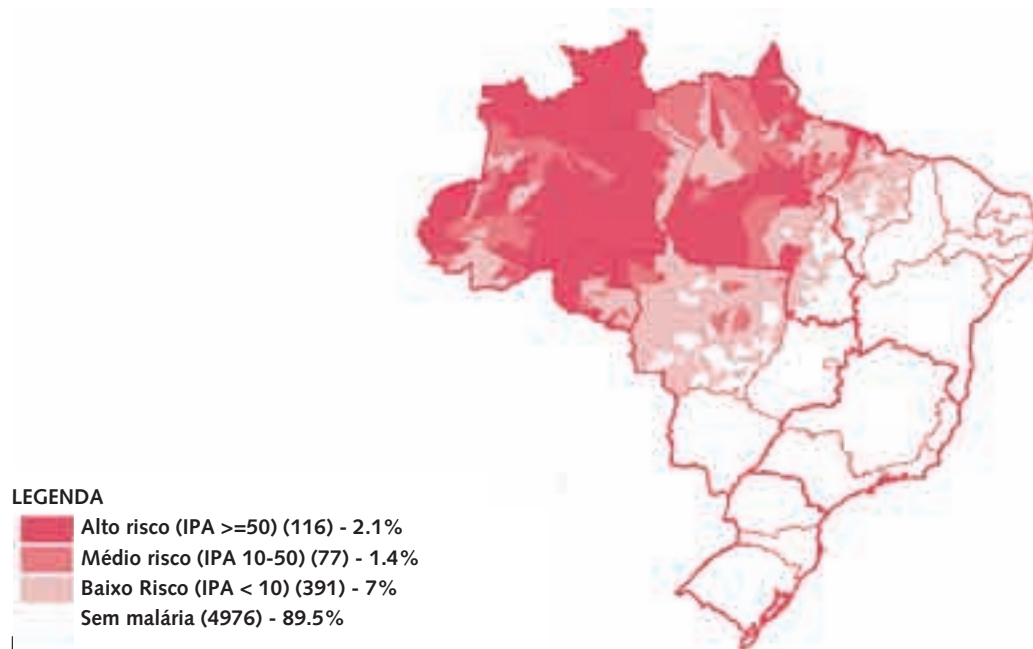 LEGENDA
Alto risco (IPA >=50) (116) - 2.1%
Médio risco (IPA 10-50) (77) - 1.4%
Baixo Risco (IPA < 10) (391) - 7%
Sem malária (4976) - 89.5%